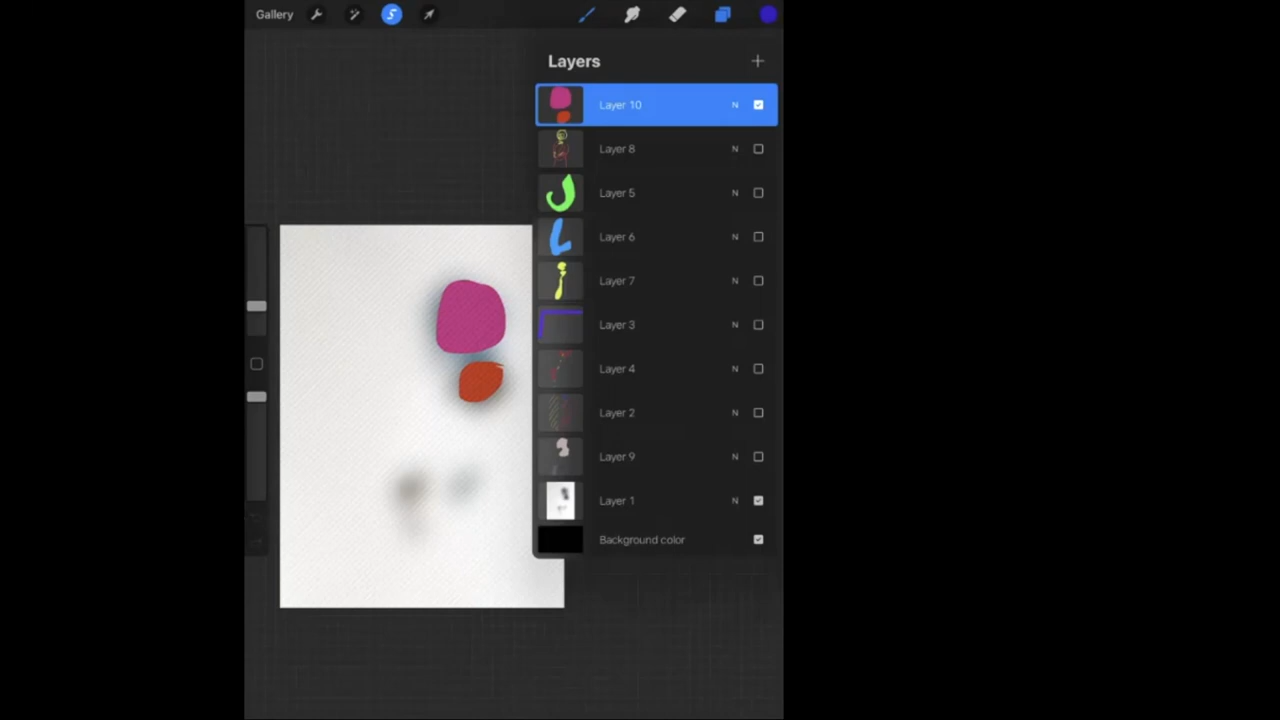 Gallery
Layers
Layer 10 N
Layer 8 N
Layer 5 N
Layer 6 N
Layer 7 N
Layer 3 N
Layer 4 N
Layer 2 N
Layer 9 N
Layer 1 N
Background color